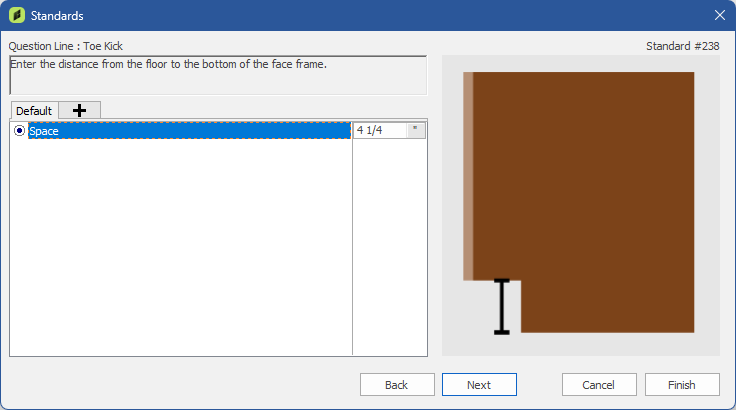 Standards
Question Line : Toe Kick
Standard #238
Enter the distance from the floor to the bottom of the face frame.
Default
Space
4 1/4 "
Back
Next
Cancel
Finish